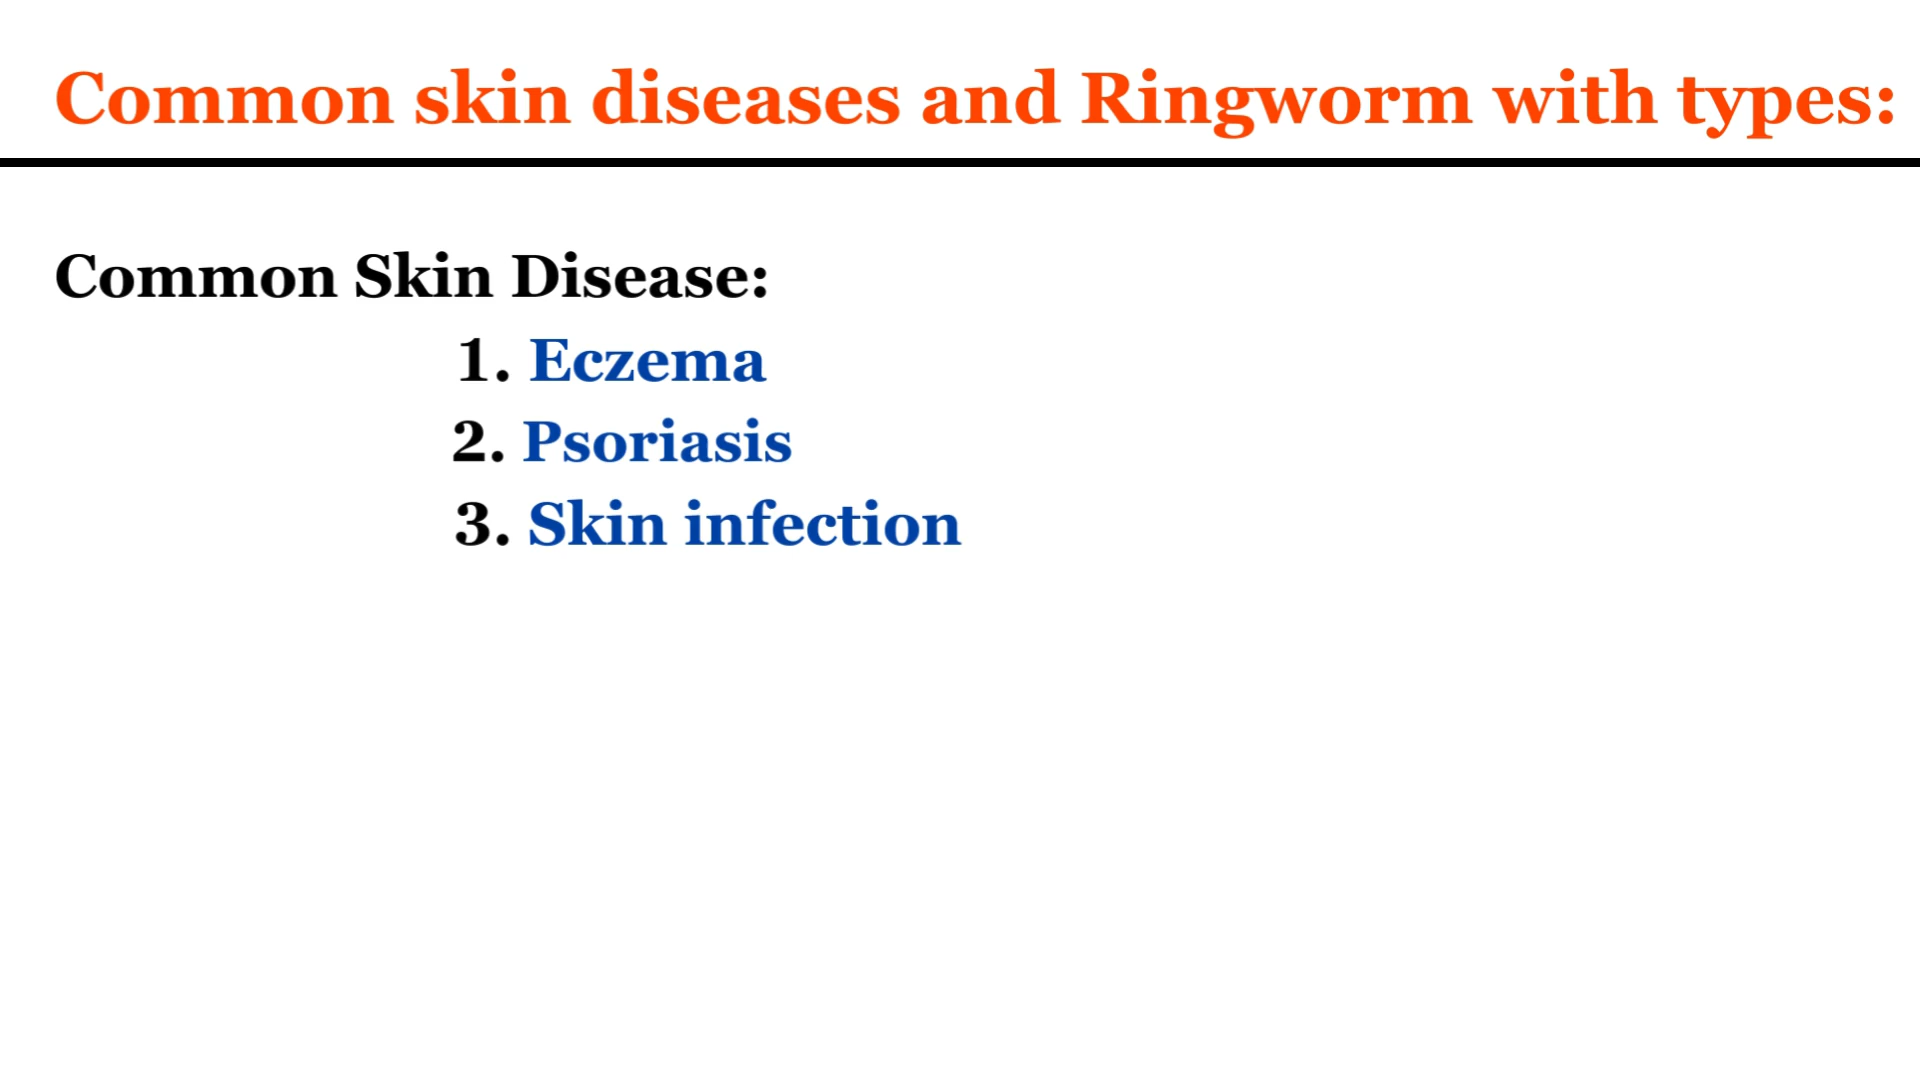 Common skin diseases and Ringworm with types:
Common Skin Disease:
1. Eczema
2. Psoriasis
3. Skin infection